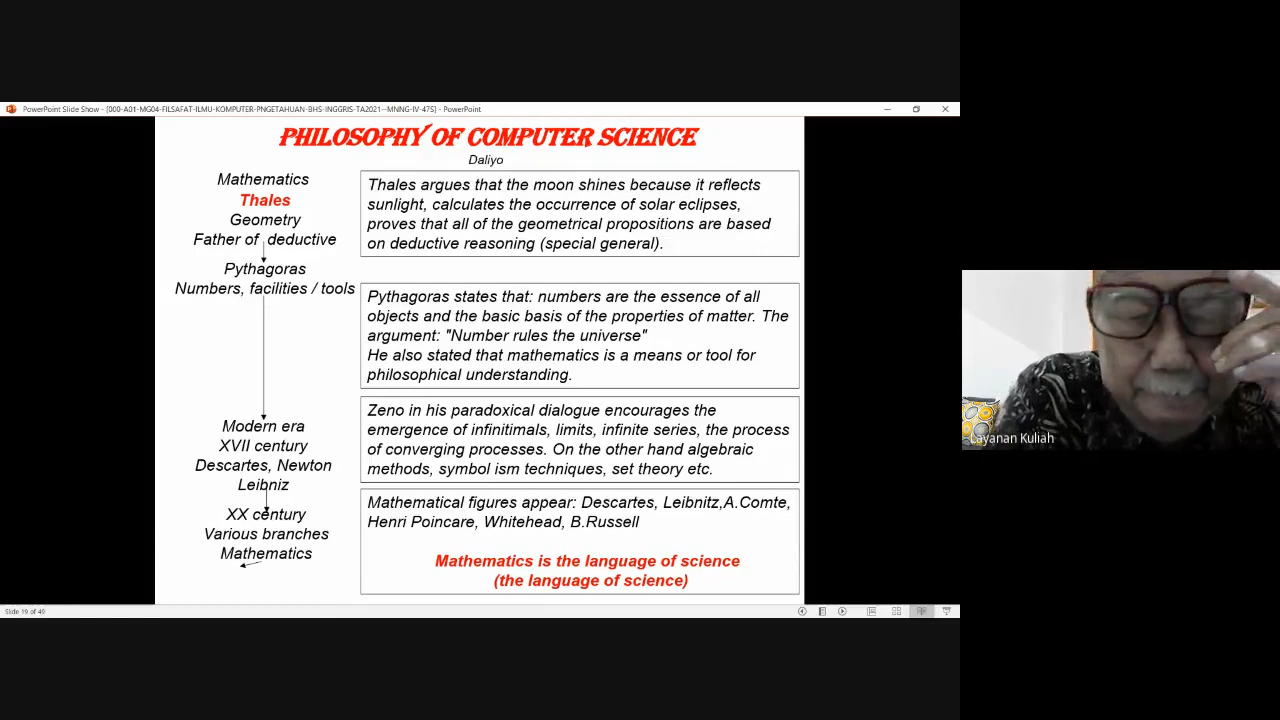 PowerPoint Slide Show - [000-A01-MG04-FILSAFAT-ILMU-KOMPUTER-PNGETAHUAN-BHS-INGGRIS-TA2021--MNNG-IV-47S] - PowerPoint
PHILOSOPHY OF COMPUTER SCIENCE
Daliyo
Mathematics
Thales
Geometry
Father of deductive
Thales argues that the moon shines because it reflects
sunlight, calculates the occurrence of solar eclipses,
proves that all of the geometrical propositions are based
on deductive reasoning (special general).
Pythagoras
Numbers, facilities / tools
Pythagoras states that: numbers are the essence of all
objects and the basic basis of the properties of matter. The
argument: "Number rules the universe"
He also stated that mathematics is a means or tool for
philosophical understanding.
Modern era
XVII century
Descartes, Newton
Leibniz
Zeno in his paradoxical dialogue encourages the
emergence of infinitimals, limits, infinite series, the process
of converging processes. On the other hand algebraic
methods, symbol ism techniques, set theory etc.
XX century
Various branches
Mathematics
Mathematical figures appear: Descartes, Leibnitz,A.Comte,
Henri Poincare, Whitehead, B.Russell
Mathematics is the language of science
(the language of science)
Slide 19 of 49
Layanan Kuliah